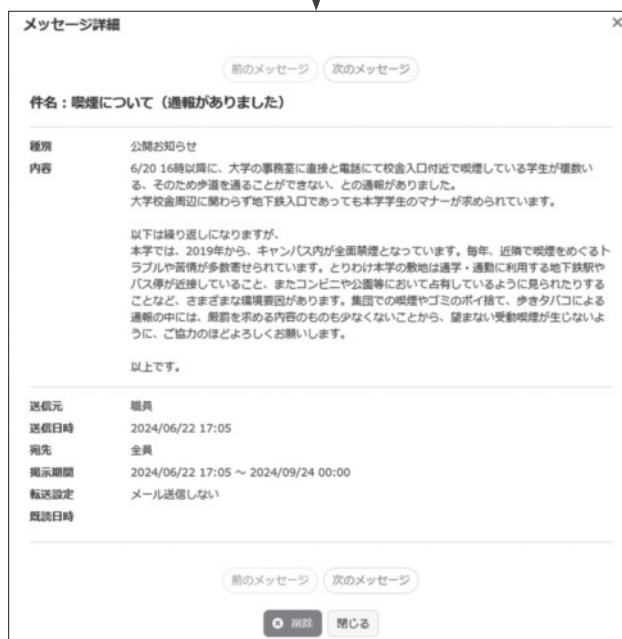 メッセージ詳細
×
前のメッセージ 次のメッセージ
件名：喫煙について（通報がありました）
種別 公開お知らせ
内容 6/20 16時以降に、大学の事務室に直接と電話にて校舎入口付近で喫煙している学生が複数い
る、そのため歩道を通ることができない、との通報がありました。
大学校舎周辺に関わらず地下鉄入口であっても本学学生のマナーが求められています。
以下は繰り返しになりますが、
本学では、2019年から、キャンパス内が全面禁煙となっています。毎年、近隣で喫煙をめぐるト
ラブルや苦情が多数寄せられています。とりわけ本学の敷地は通学・通勤に利用する地下鉄駅や
バス停が近接していること、またコンビニや公園等において占有しているように見られたりする
ことなど、さまざまな環境要因があります。集団での喫煙やゴミのポイ捨て、歩きタバコによる
通報の中には、厳罰を求める内容のものも少なくないことから、望まない受動喫煙が生じないよ
うに、ご協力のほどよろしくお願いします。
以上です。
送信元 職員
送信日時 2024/06/22 17:05
宛先 全員
掲示期間 2024/06/22 17:05 ～ 2024/09/24 00:00
転送設定 メール送信しない
既読日時
前のメッセージ 次のメッセージ
削除 閉じる